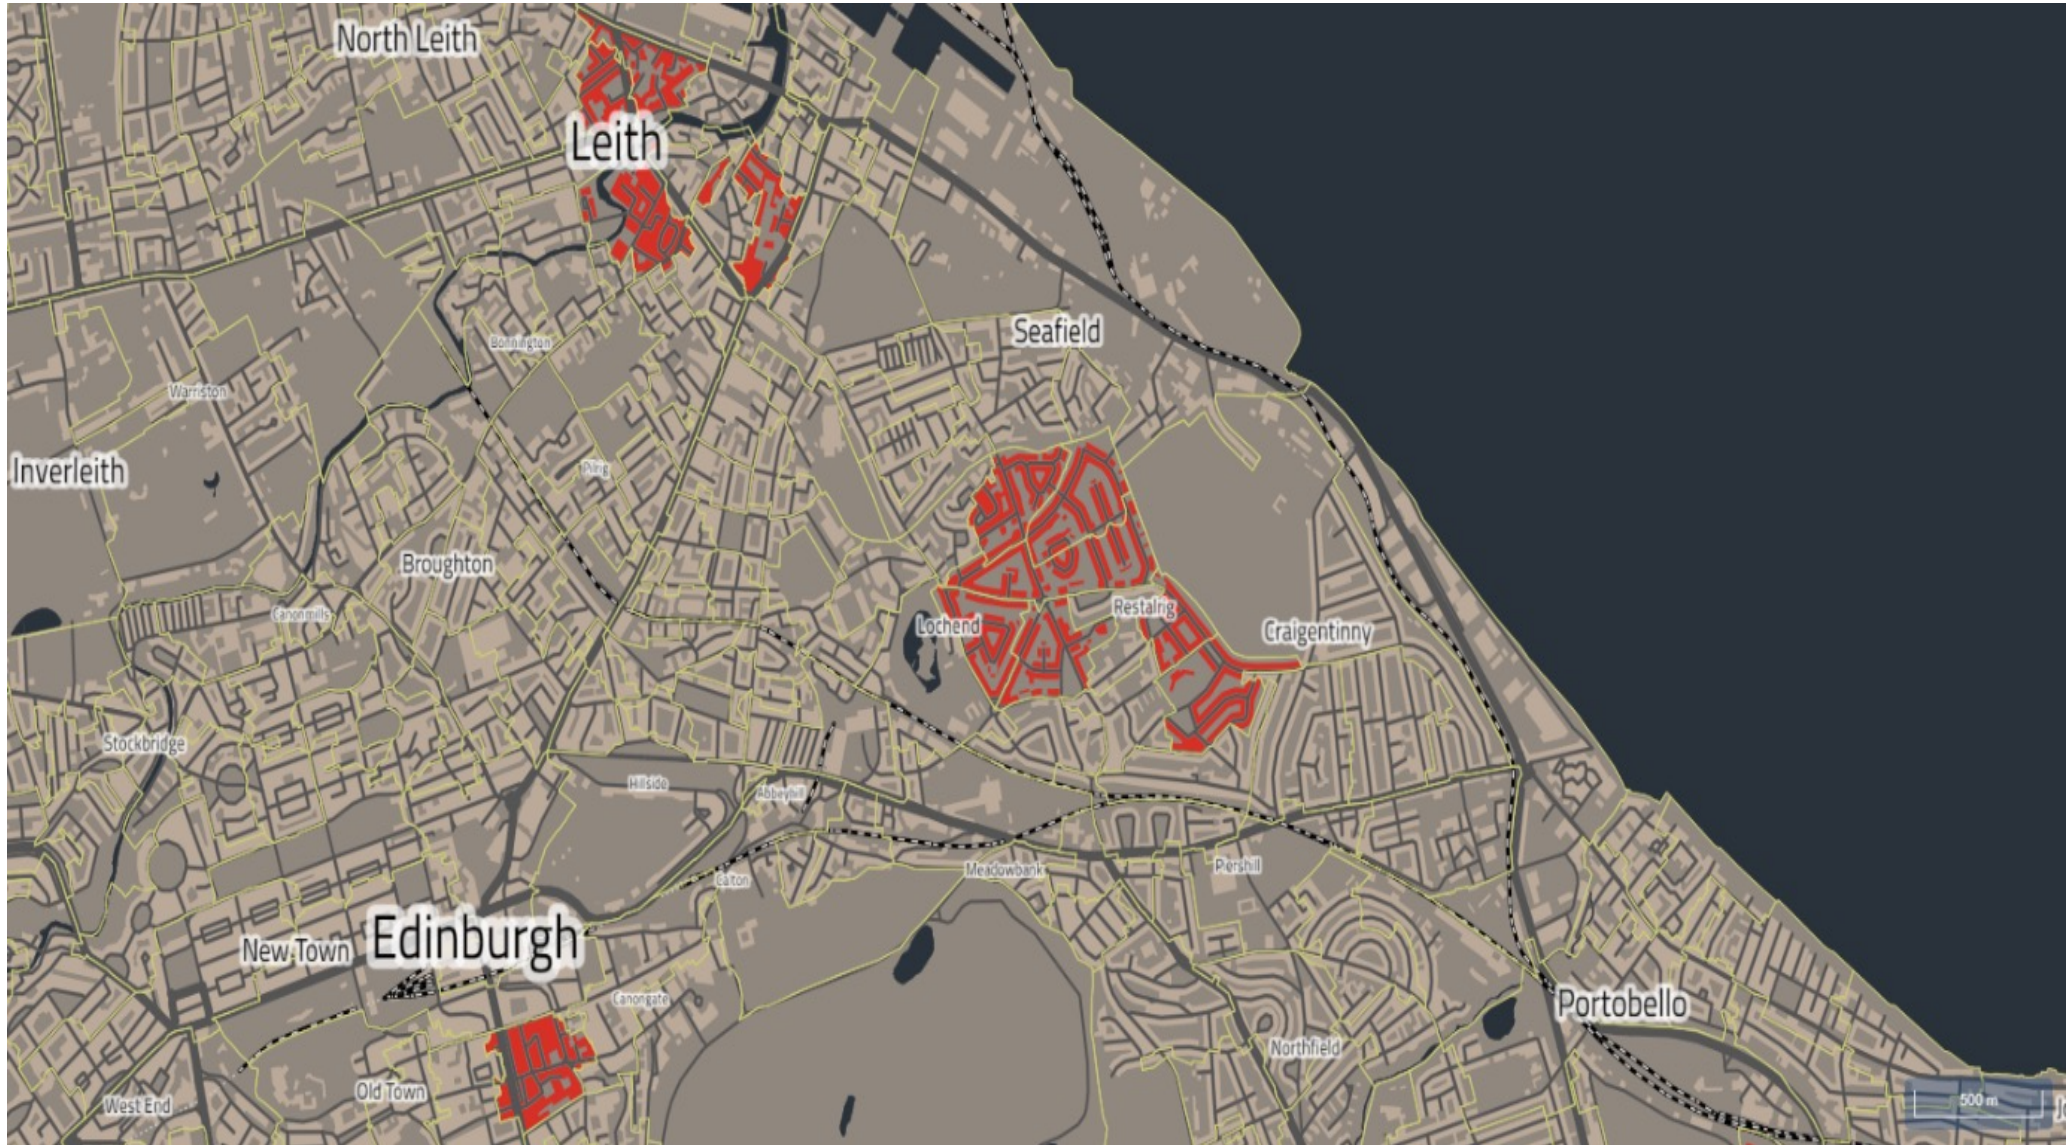 North Leith
Leith
Seafield
Bonnington
Warriston
Inverleith
Pilrig
Broughton
Canonmills
Restalrig
Lochend
Craigentinny
Stockbridge
Hillside
Abbeyhill
Meadowbank
Piershill
Calton
Edinburgh
New Town
Canongate
Portobello
Northfield
Old Town
West End
500 m